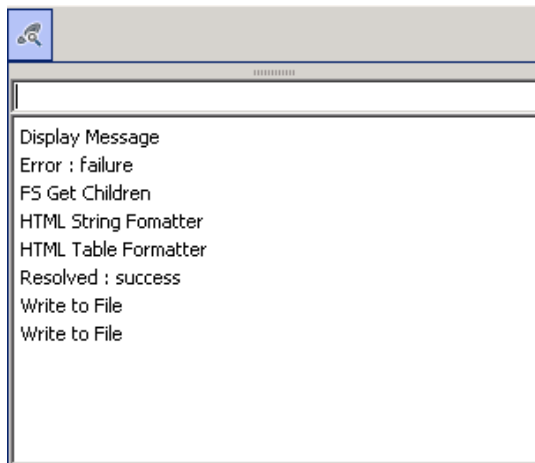 Display Message
Error : failure
FS Get Children
HTML String Fomatter
HTML Table Formatter
Resolved : success
Write to File
Write to File